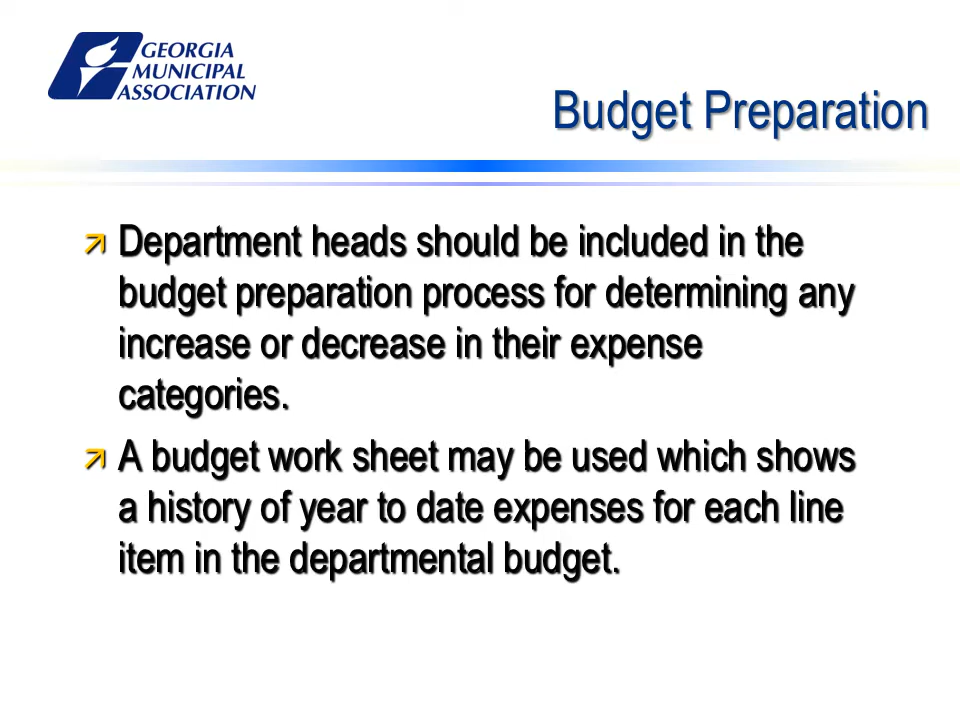 GEORGIA
MUNICIPAL
ASSOCIATION
Budget Preparation
Department heads should be included in the
budget preparation process for determining any
increase or decrease in their expense
categories.
A budget work sheet may be used which shows
a history of year to date expenses for each line
item in the departmental budget.